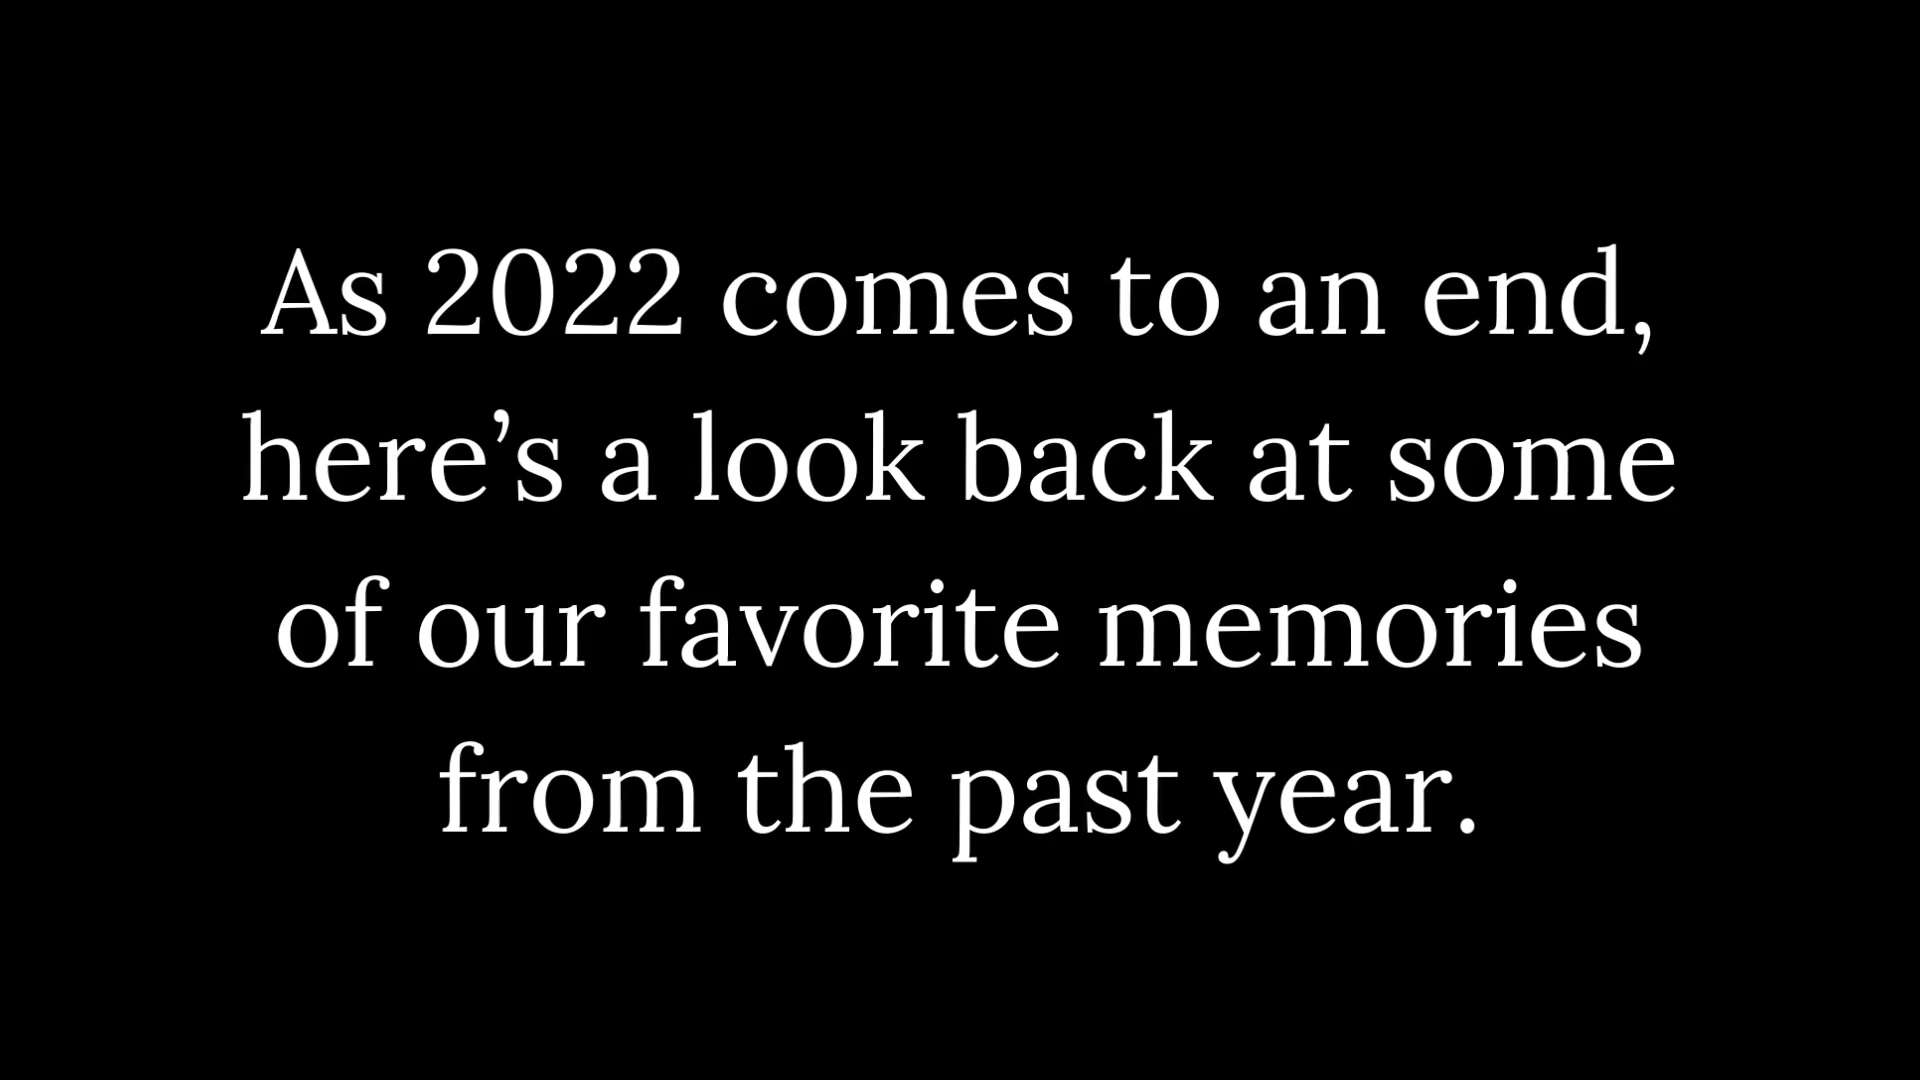 As 2022 comes to an end,
here’s a look back at some
of our favorite memories
from the past year.